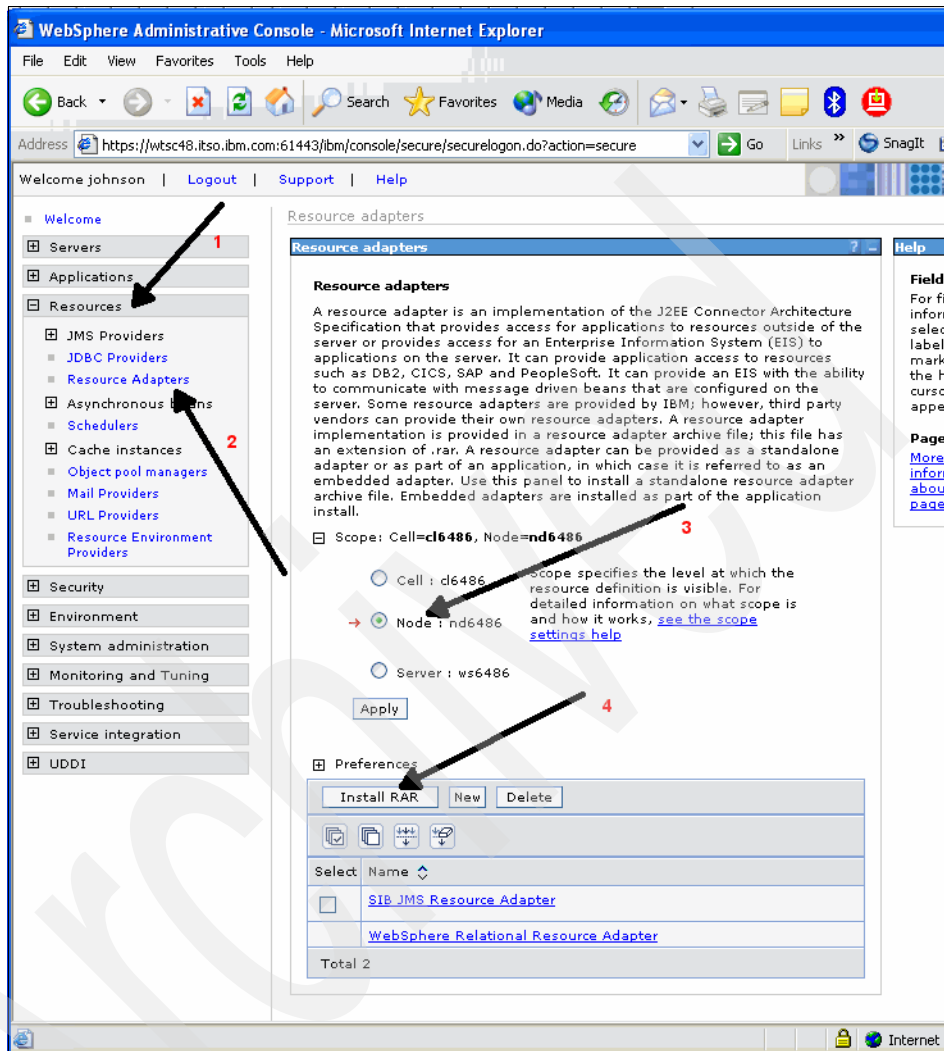 WebSphere Administrative Console - Microsoft Internet Explorer
File Edit View Favorites Tools Help
Back Search Favorites Media
Address https://wtsc48.itso.ibm.com:61443/ibm/console/secure/securelogon.do?action=secure Go Links » SnagIt
Welcome johnson | Logout | Support | Help
Welcome
Servers
Applications
Resources
JMS Providers
JDBC Providers
Resource Adapters
Asynchronous beans
Schedulers
Cache instances
Object pool managers
Mail Providers
URL Providers
Resource Environment
Providers
Security
Environment
System administration
Monitoring and Tuning
Troubleshooting
Service integration
UDDI
1
2
Resource adapters
Resource adapters ? –
Resource adapters
A resource adapter is an implementation of the J2EE Connector Architecture
Specification that provides access for applications to resources outside of the
server or provides access for an Enterprise Information System (EIS) to
applications on the server. It can provide application access to resources
such as DB2, CICS, SAP and PeopleSoft. It can provide an EIS with the ability
to communicate with message driven beans that are configured on the
server. Some resource adapters are provided by IBM; however, third party
vendors can provide their own resource adapters. A resource adapter
implementation is provided in a resource adapter archive file; this file has
an extension of .rar. A resource adapter can be provided as a standalone
adapter or as part of an application, in which case it is referred to as an
embedded adapter. Use this panel to install a standalone resource adapter
archive file. Embedded adapters are installed as part of the application
install.
3
Scope: Cell=cl6486, Node=nd6486
Cell : cl6486
Node : nd6486
Server : ws6486
Scope specifies the level at which the
resource definition is visible. For
detailed information on what scope is
and how it works, see the scope
settings help
Apply
4
Preferences
Install RAR New Delete
Select Name
SIB JMS Resource Adapter
WebSphere Relational Resource Adapter
Total 2
Help
Field
For fi
infor
selec
label
mark
the h
curso
appe
Page
More
infor
abou
page
Internet
Archived